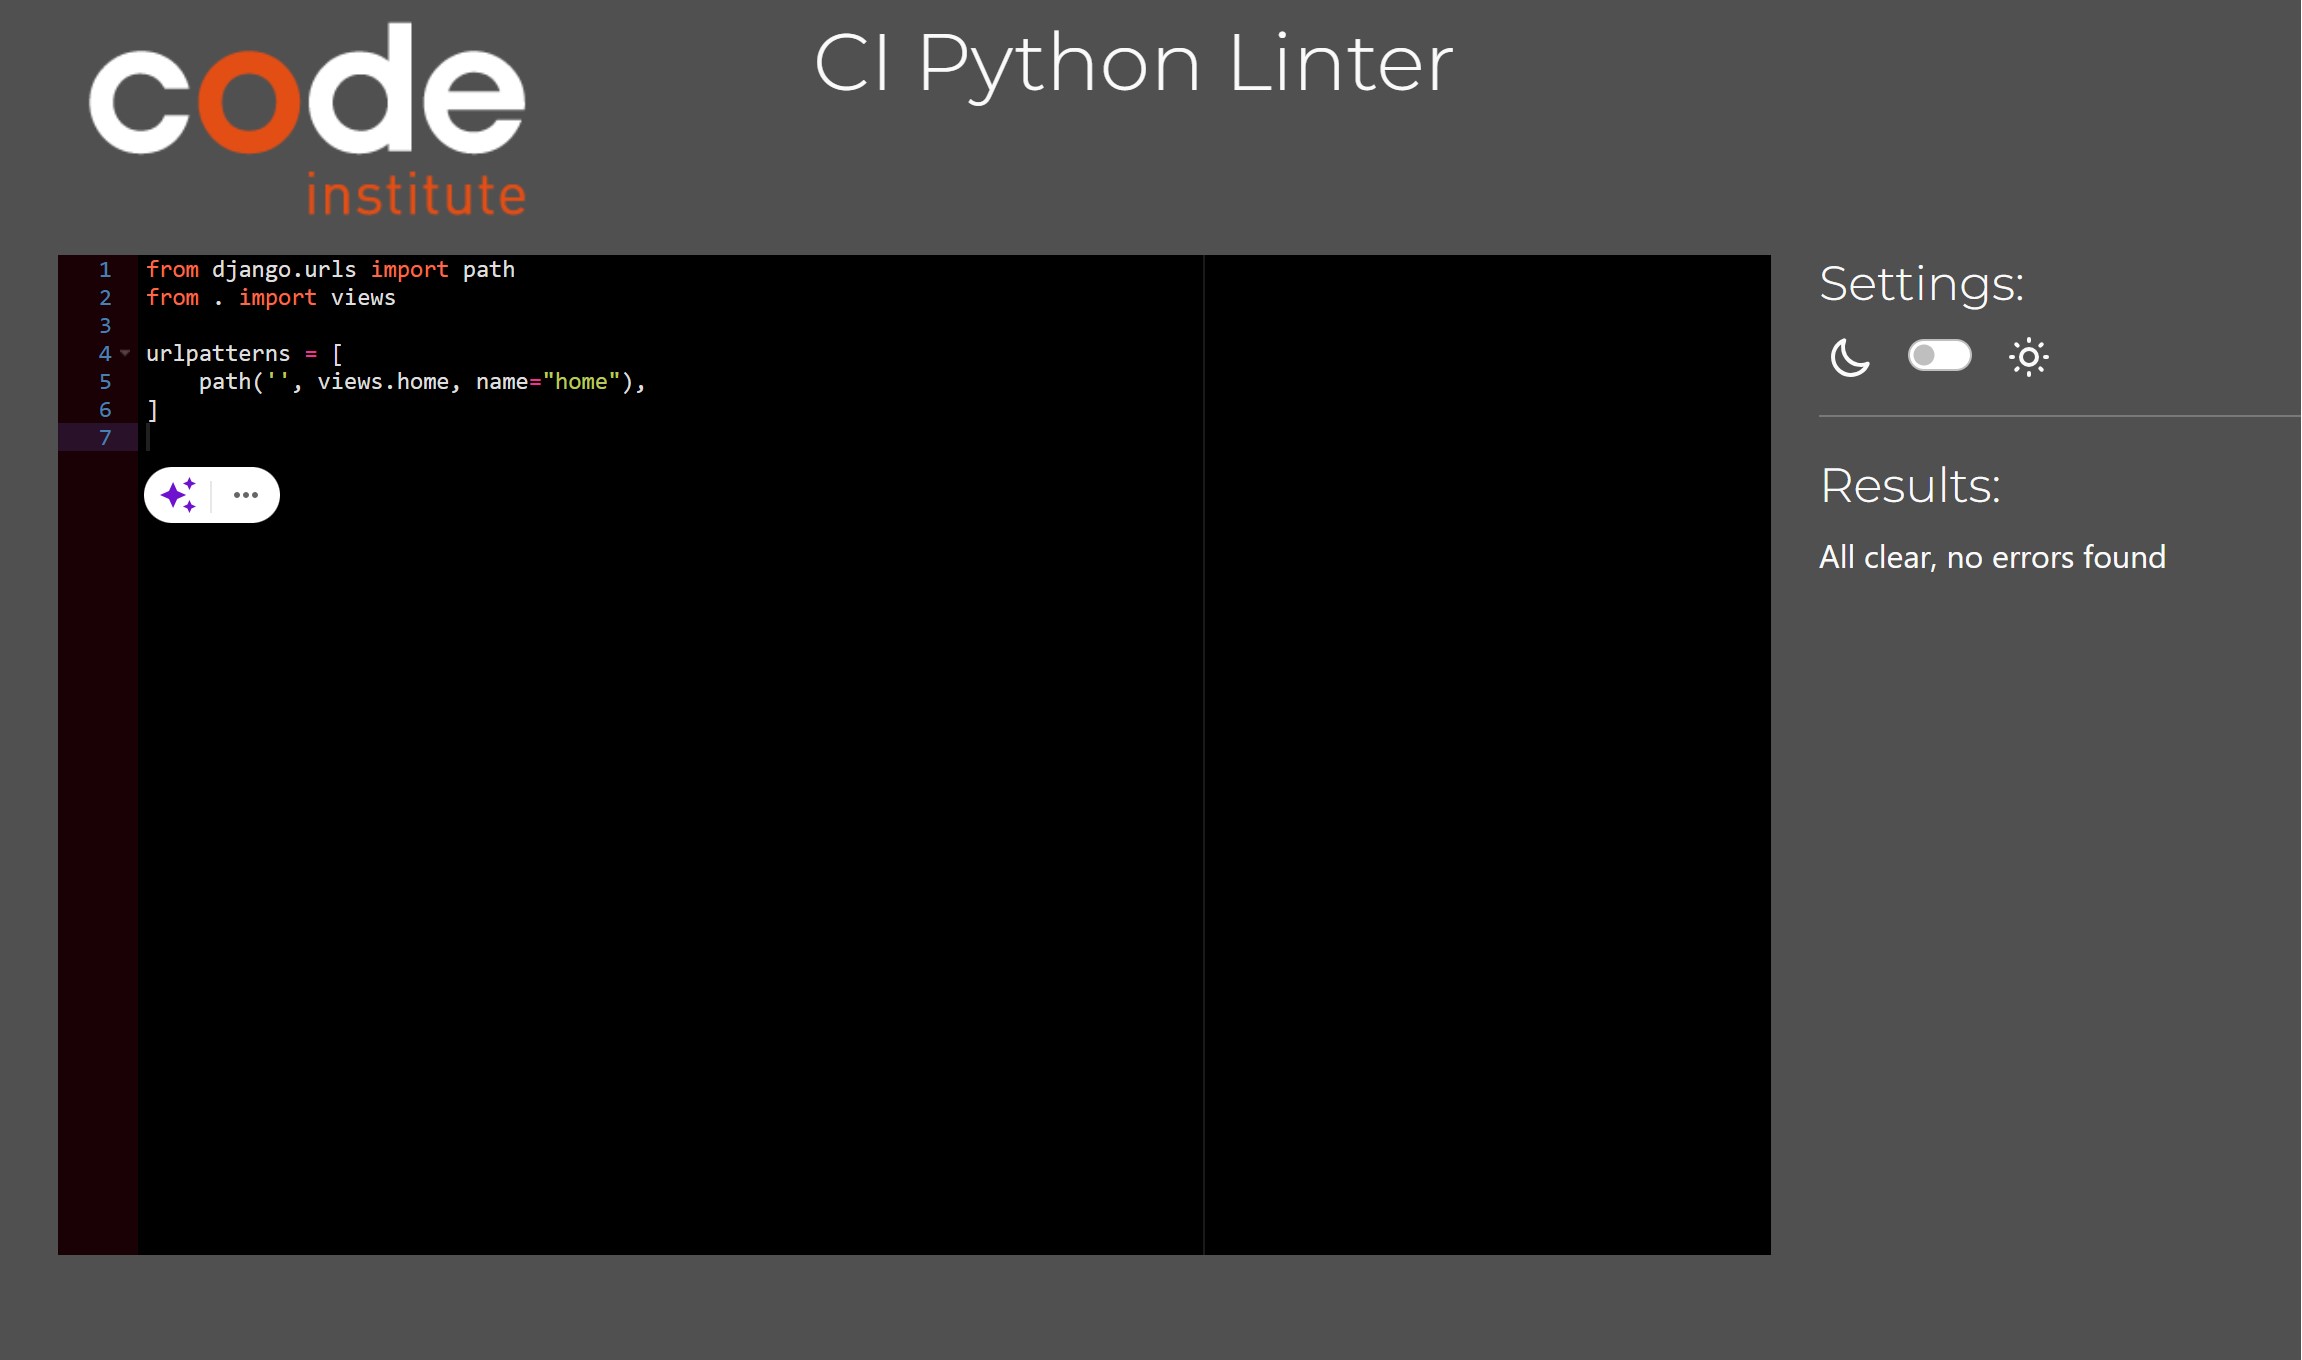 code
institute
CI Python Linter
1 from django.urls import path
2 from . import views
3
4 urlpatterns = [
5     path('', views.home, name="home"),
6 ]
7
Settings:
Results:
All clear, no errors found